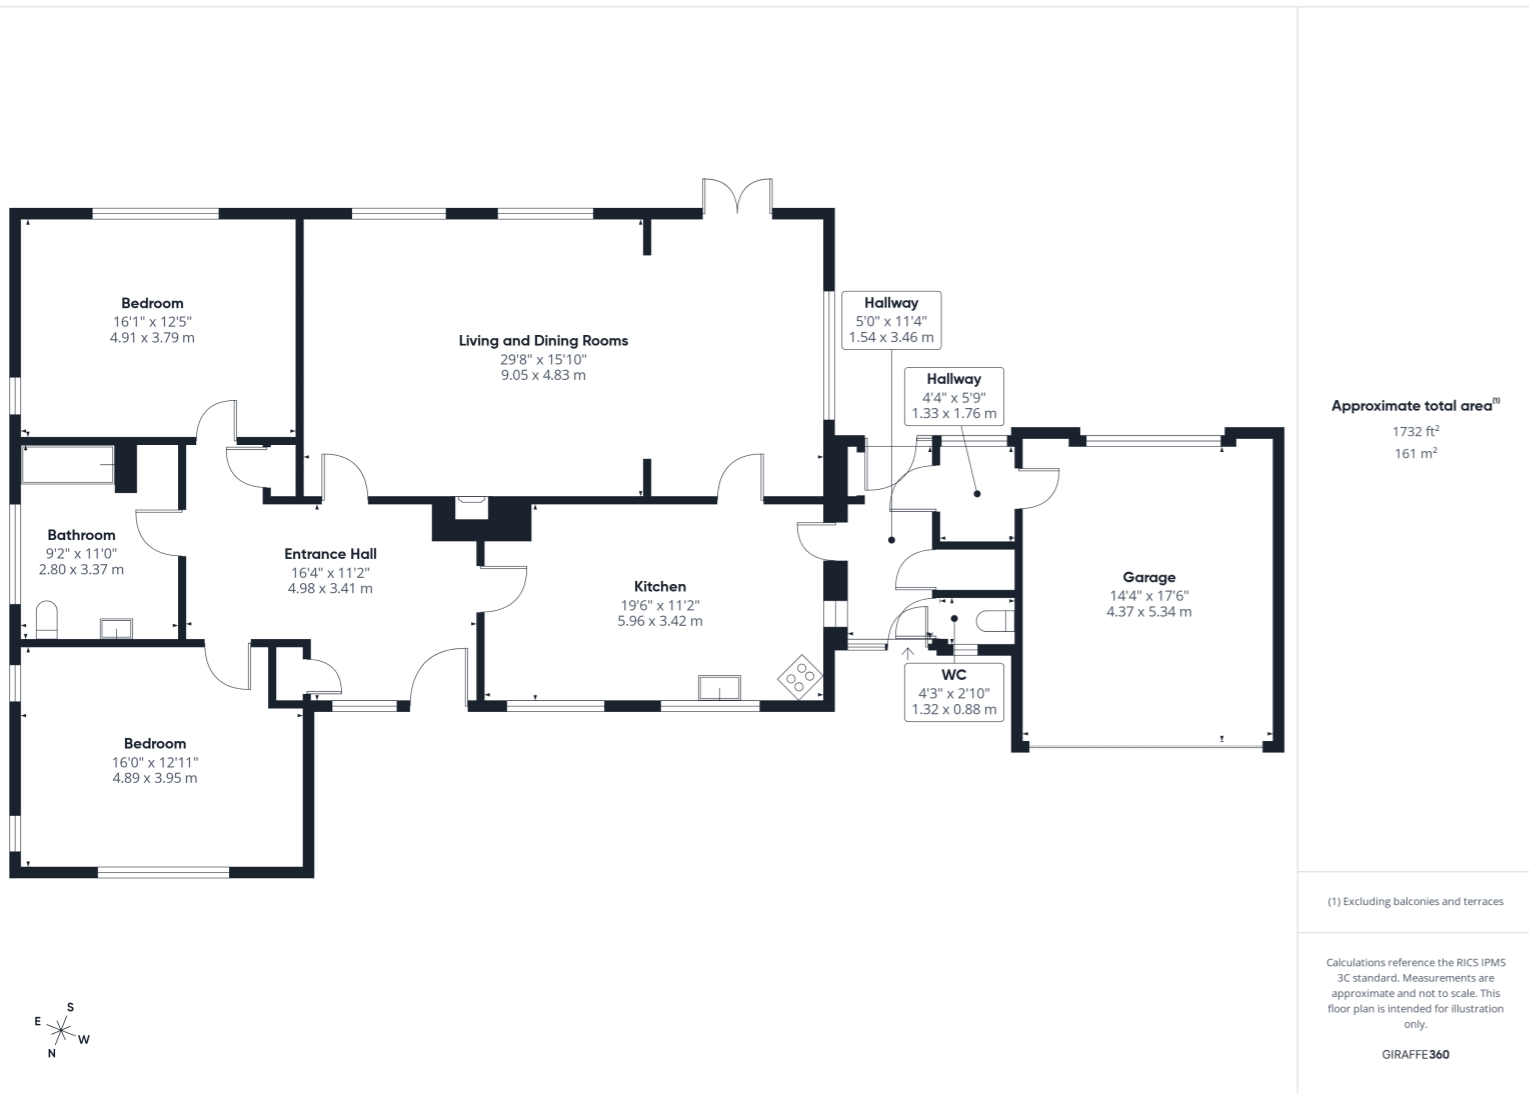 Bedroom
16'1" x 12'5"
4.91 x 3.79 m
Living and Dining Rooms
29'8" x 15'10"
9.05 x 4.83 m
Hallway
5'0" x 11'4"
1.54 x 3.46 m
Hallway
4'4" x 5'9"
1.33 x 1.76 m
Bathroom
9'2" x 11'0"
2.80 x 3.37 m
Entrance Hall
16'4" x 11'2"
4.98 x 3.41 m
Kitchen
19'6" x 11'2"
5.96 x 3.42 m
Garage
14'4" x 17'6"
4.37 x 5.34 m
WC
4'3" x 2'10"
1.32 x 0.88 m
Bedroom
16'0" x 12'11"
4.89 x 3.95 m
S
E
W
N
Approximate total area(1)
1732 ft²
161 m²
(1) Excluding balconies and terraces
Calculations reference the RICS IPMS
3C standard. Measurements are
approximate and not to scale. This
floor plan is intended for illustration
only.
GIRAFFE360